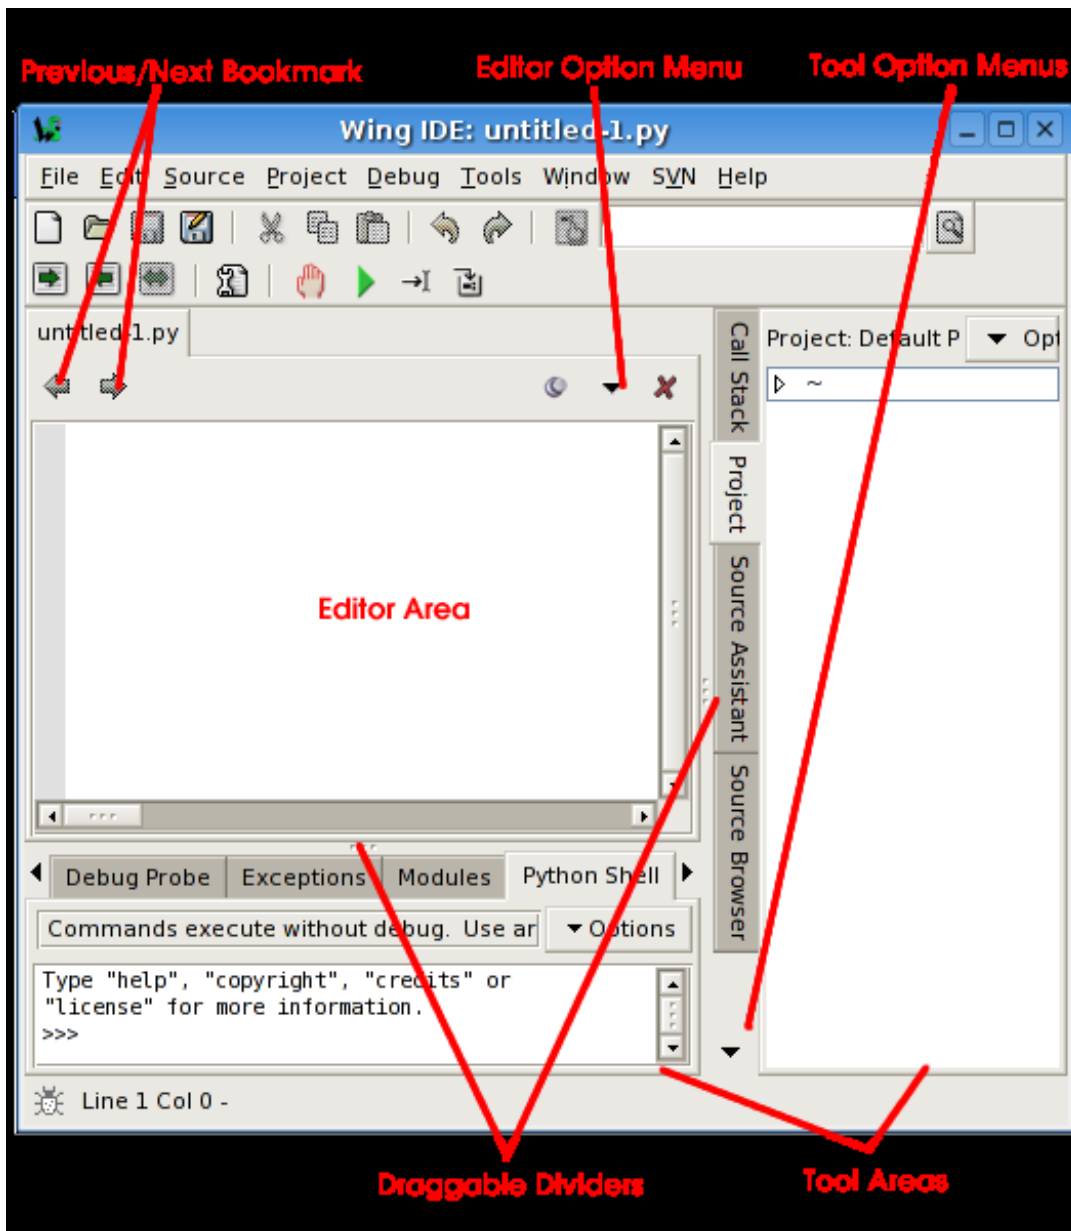 Previous/Next Bookmark Editor Option Menu Tool Option Menus
Wing IDE: untitled-1.py
File Edit Source Project Debug Tools Window SVN Help
untitled-1.py
Call Stack
Project
Source Assistant
Source Browser
Project: Default P Opt
~
Editor Area
Debug Probe Exceptions Modules Python Shell
Commands execute without debug. Use ar Options
Type "help", "copyright", "credits" or
"license" for more information.
>>>
Line 1 Col 0 -
Draggable Dividers Tool Areas